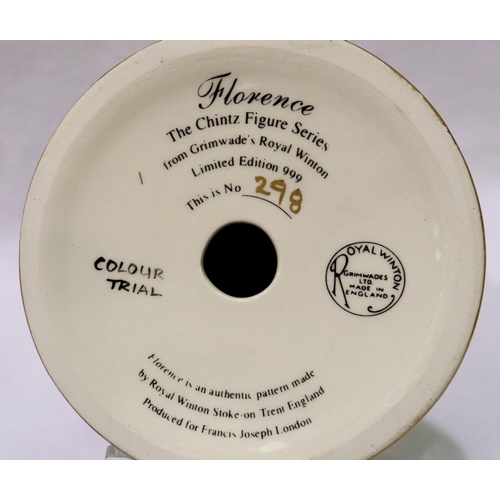 Florence
The Chintz Figure Series
from Grimwade's Royal Winton
Limited Edition 999
This is No 298
COLOUR
TRIAL
ROYAL WINTON
GRIMWADES
LTD.
MADE IN
ENGLAND
Florence is an authentic pattern made
by Royal Winton Stoke-on Trent England
Produced for Francis Joseph London